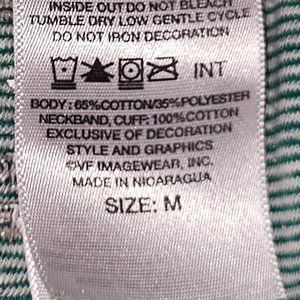 INSIDE OUT DO NOT BLEACH
TUMBLE DRY LOW GENTLE CYCLE
DO NOT IRON DECORATION
INT
BODY: 65%COTTON/35%POLYESTER
NECKBAND, CUFF: 100%COTTON
EXCLUSIVE OF DECORATION
STYLE AND GRAPHICS
©VF IMAGEWEAR, INC.
MADE IN NICARAGUA
SIZE: M